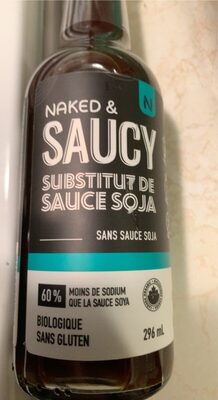 N
NAKED &
SAUCY
SUBSTITUT DE
SAUCE SOJA
SANS SAUCE SOJA
60% MOINS DE SODIUM
QUE LA SAUCE SOYA
BIOLOGIQUE
SANS GLUTEN
296 mL